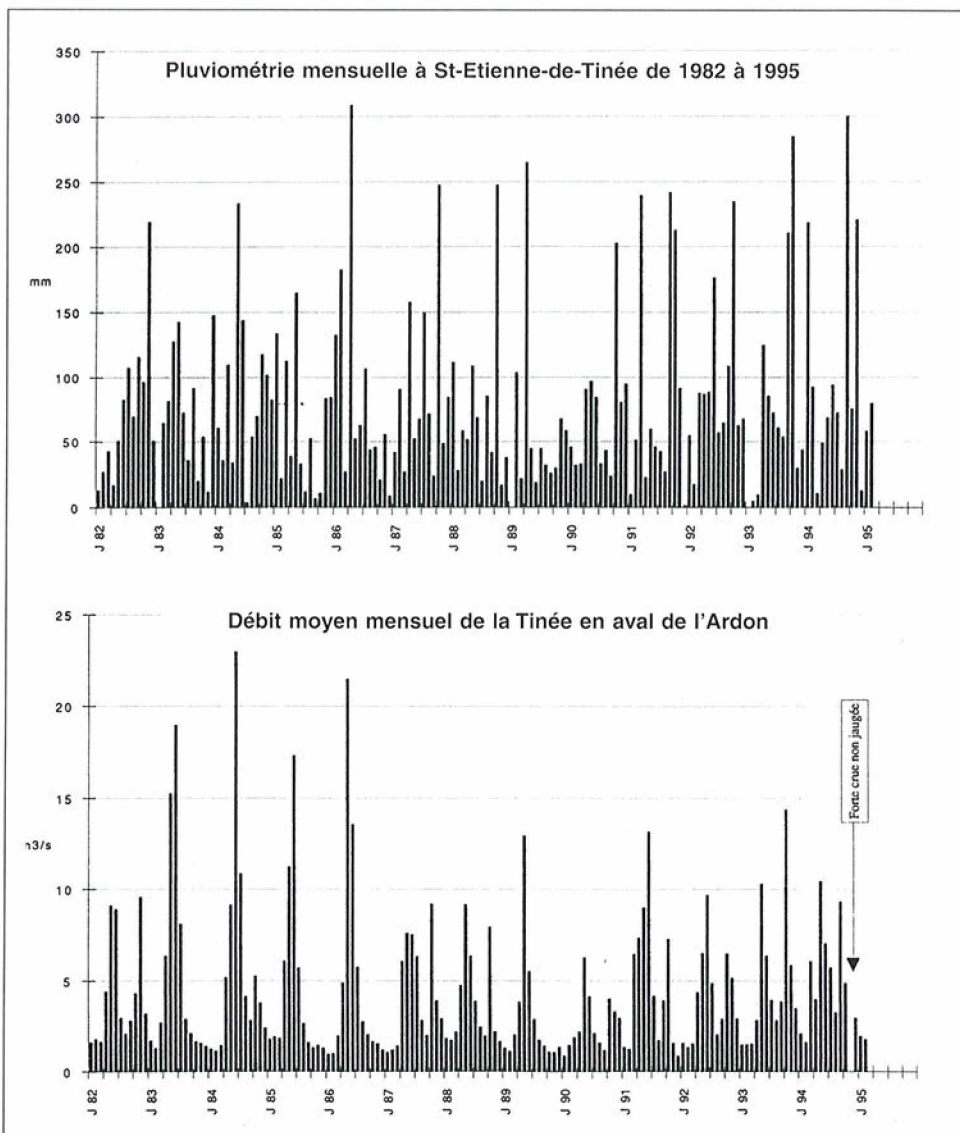 Pluviométrie mensuelle à St-Etienne-de-Tinée de 1982 à 1995
350
300
250
200
150
100
50
0
mm
J 82
J 83
J 84
J 85
J 86
J 87
J 88
J 89
J 90
J 91
J 92
J 93
J 94
J 95
Débit moyen mensuel de la Tinée en aval de l'Ardon
25
20
15
10
5
0
ı3/s
Forte crue non jaugée
J 82
J 83
J 84
J 85
J 86
J 87
J 88
J 89
J 90
J 91
J 92
J 93
J 94
J 95